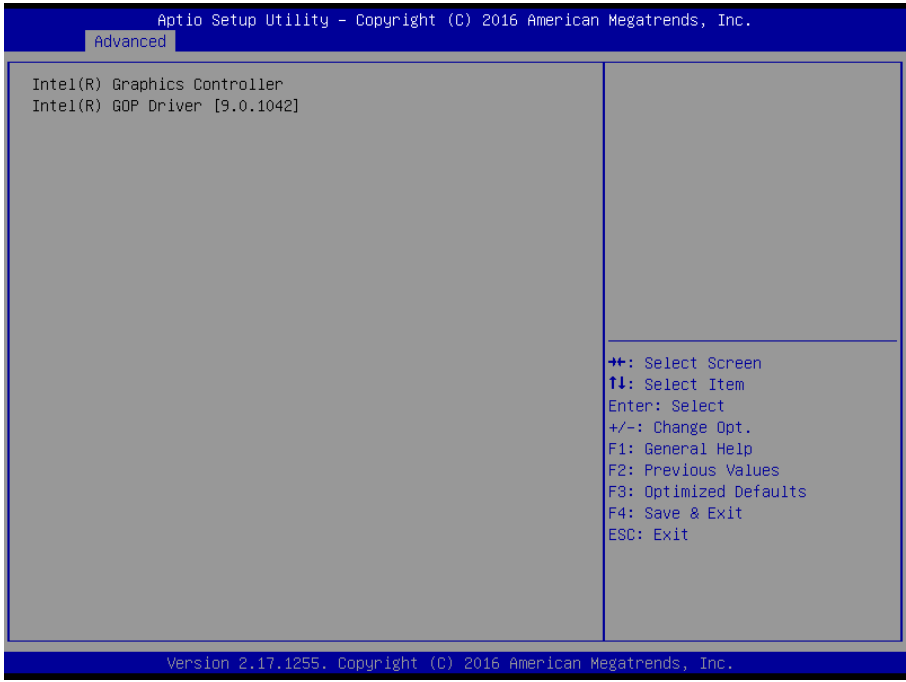 Aptio Setup Utility – Copyright (C) 2016 American Megatrends, Inc.
Advanced
Intel(R) Graphics Controller
Intel(R) GOP Driver [9.0.1042]
→←: Select Screen
↑↓: Select Item
Enter: Select
+/-: Change Opt.
F1: General Help
F2: Previous Values
F3: Optimized Defaults
F4: Save & Exit
ESC: Exit
Version 2.17.1255. Copyright (C) 2016 American Megatrends, Inc.